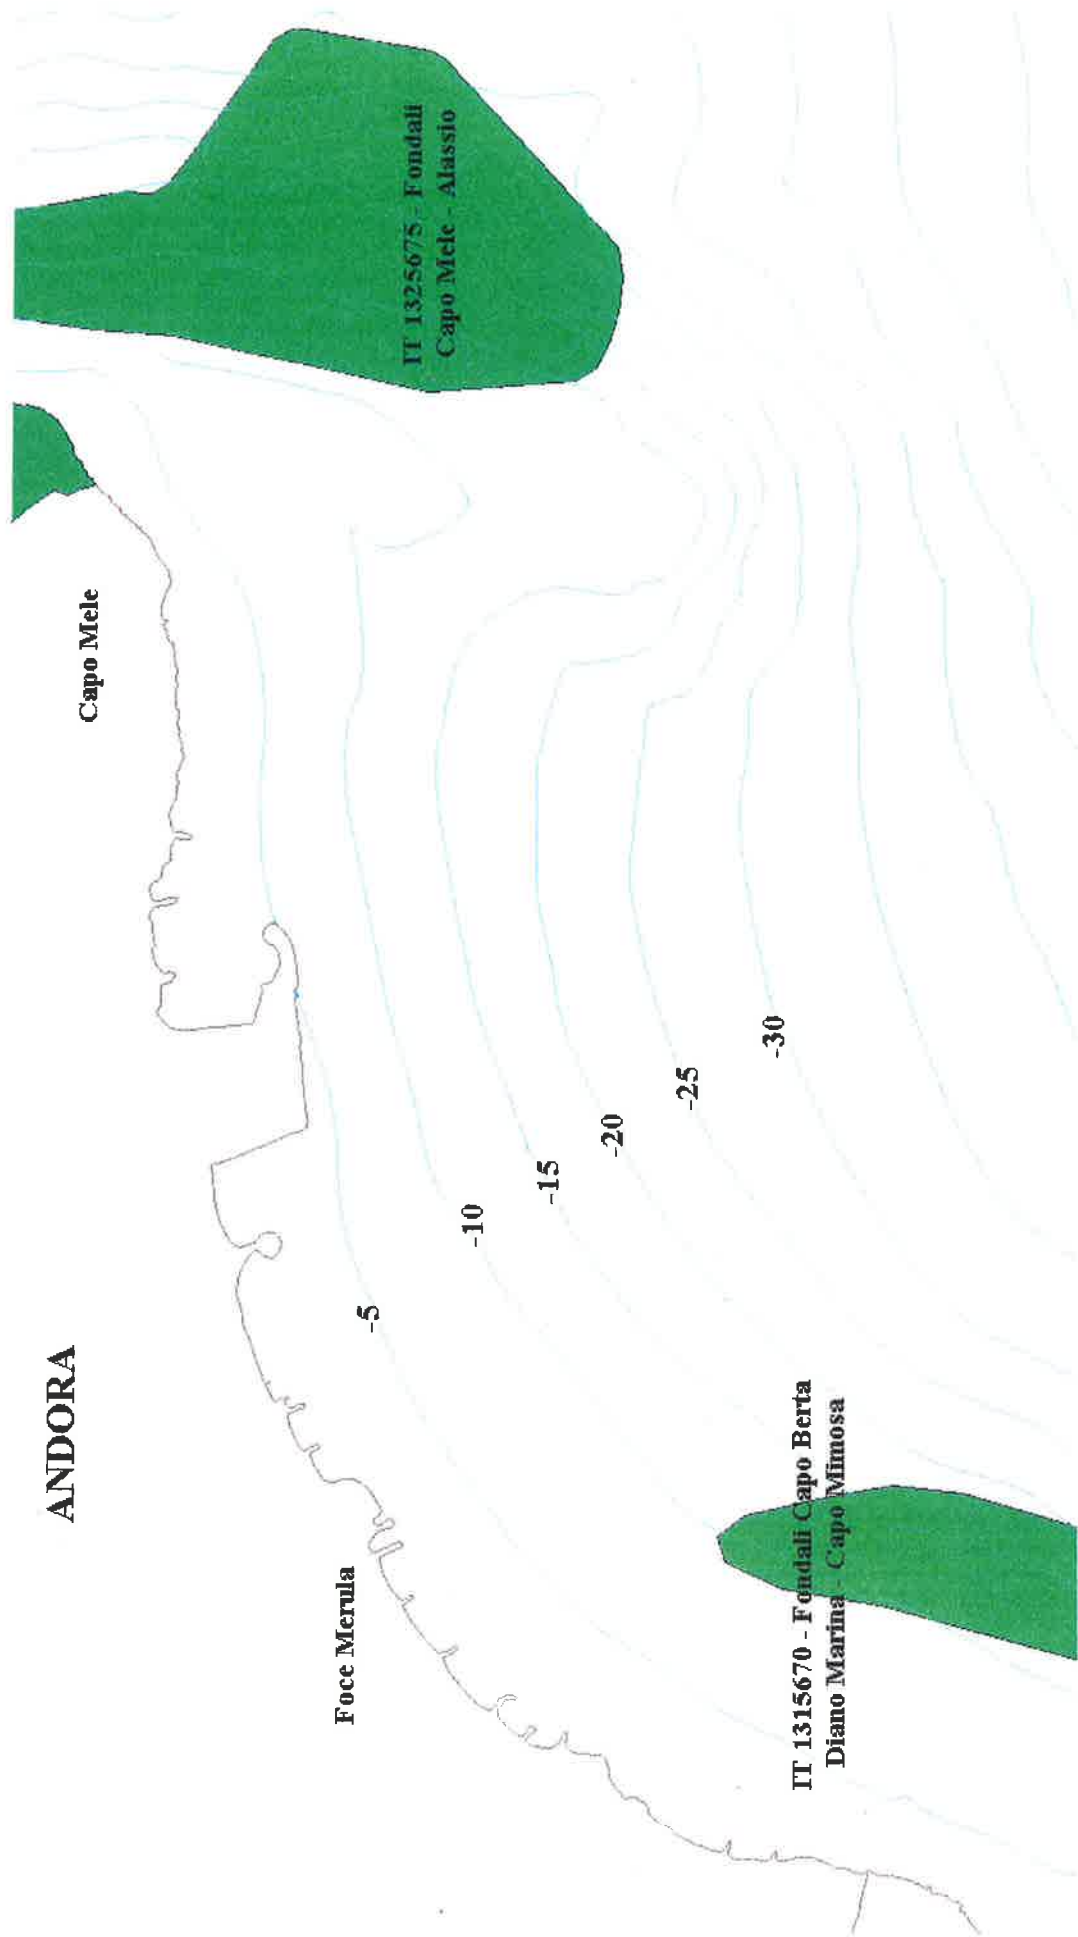 ANDORA
Capo Mele
Foce Merula
IT 1325675 - Fondali
Capo Mele - Alassio
-5
-10
-15
-20
-25
-30
IT 1315670 - Fondali Capo Berta
Diano Marina - Capo Mimosa